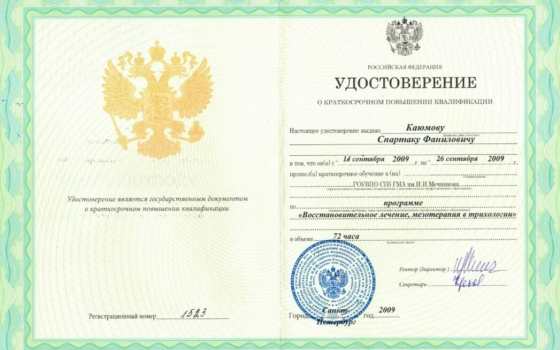 Удостоверение является государственным документом
о краткосрочном повышении квалификации
Регистрационный номер 1523
РОССИЙСКАЯ ФЕДЕРАЦИЯ
УДОСТОВЕРЕНИЕ
О КРАТКОСРОЧНОМ ПОВЫШЕНИИ КВАЛИФИКАЦИИ
Настоящее удостоверение выдано Каюмову
Спартаку Фаниловичу
в том, что он(а) с " 14 сентября 2009 г. по " 26 сентября 2009 г.
прошел(а) краткосрочное обучение в (на)
ГОУВПО СПб ГМА им И.И.Мечникова
по программе
«Восстановительное лечение, мезотерапия в трихологии»
в объеме 72 часа
Ректор (директор)
Секретарь
Город Санкт-Петербург год 2009